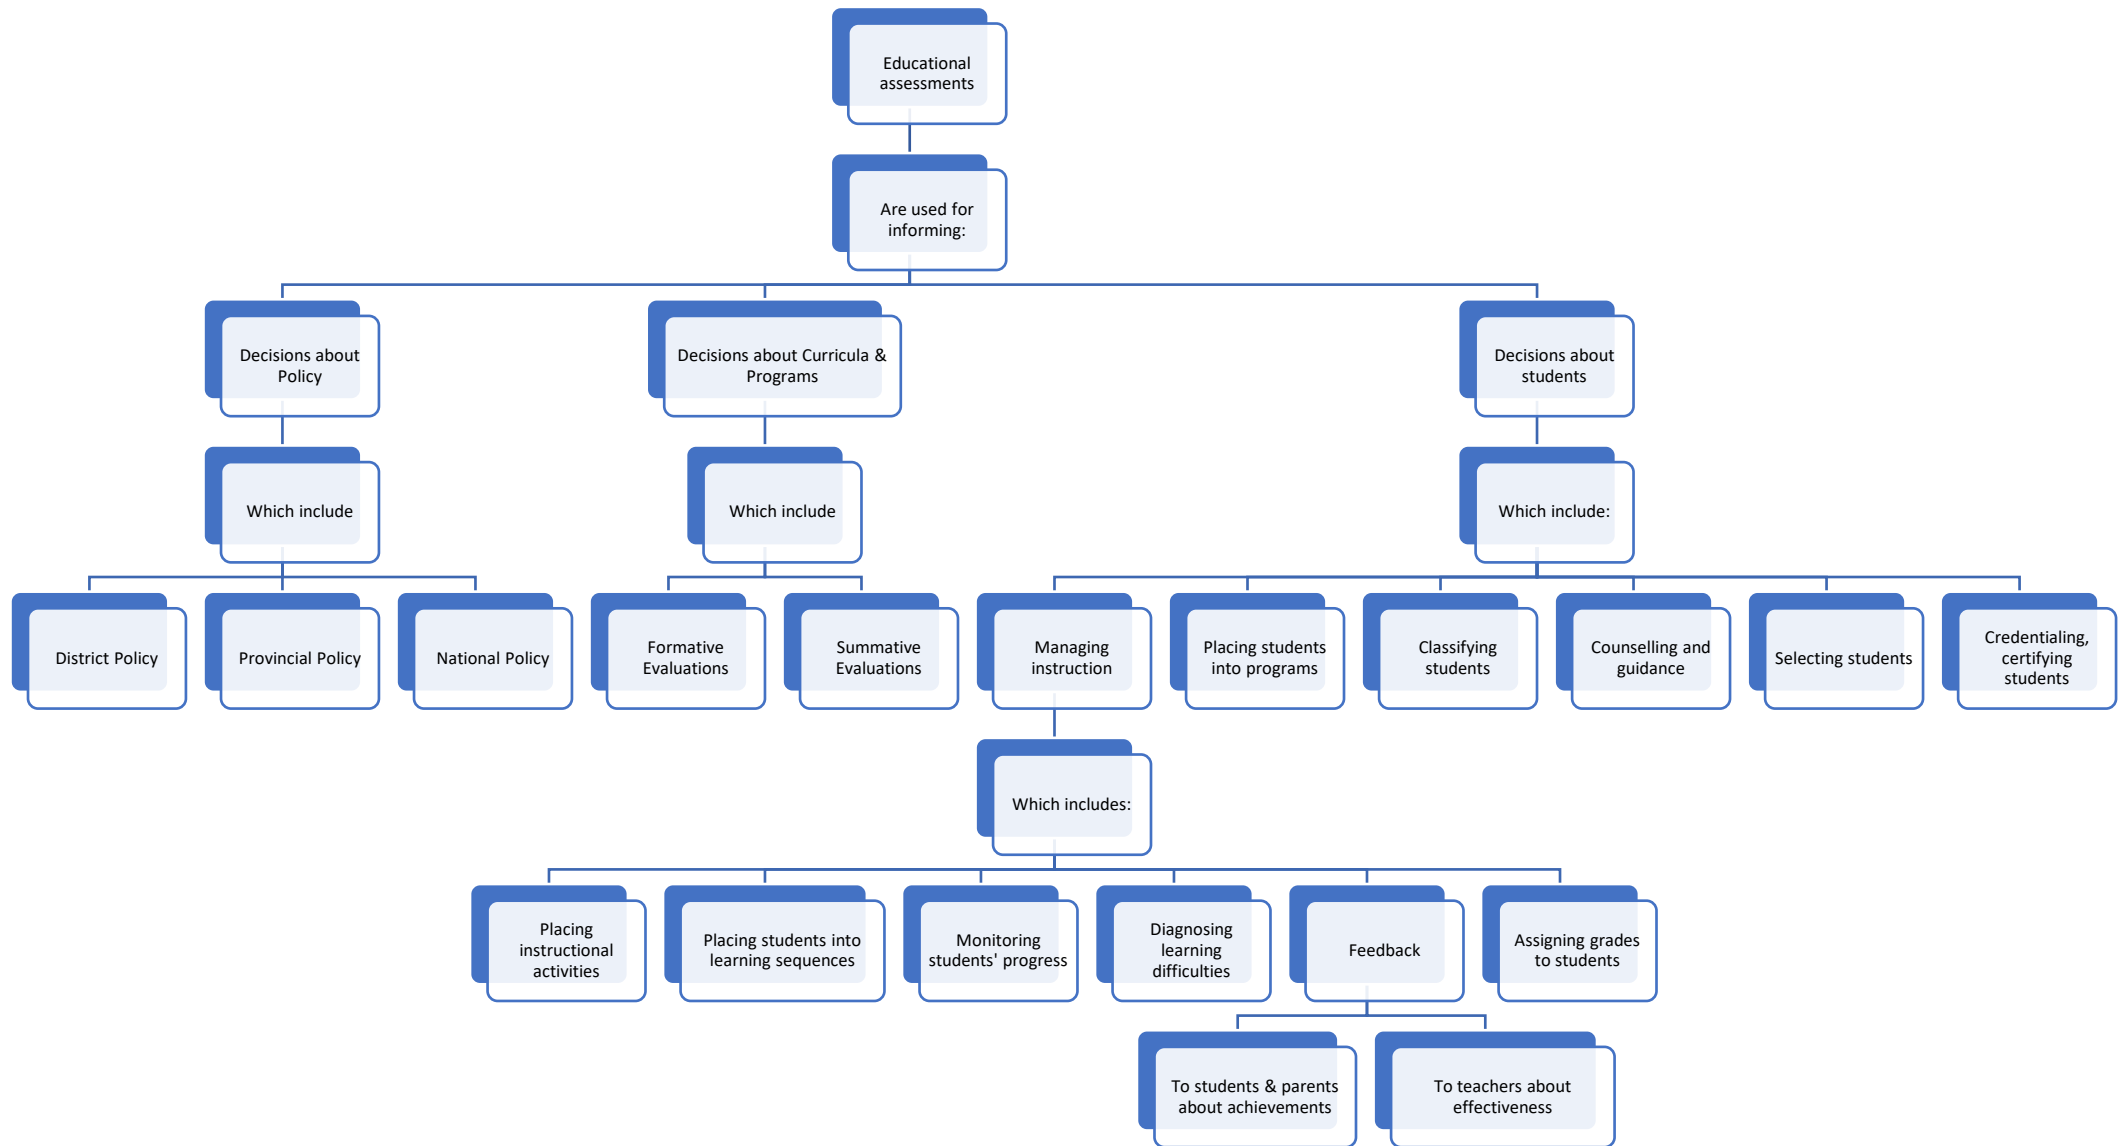 Educational
assessments
Are used for
informing:
Decisions about
Policy
Decisions about Curricula &
Programs
Decisions about
students
Which include
Which include
Which include:
District Policy
Provincial Policy
National Policy
Formative
Evaluations
Summative
Evaluations
Managing
instruction
Placing students
into programs
Classifying
students
Counselling and
guidance
Selecting students
Credentialing,
certifying
students
Which includes:
Placing
instructional
activities
Placing students into
learning sequences
Monitoring
students' progress
Diagnosing
learning
difficulties
Feedback
Assigning grades
to students
To students & parents
about achievements
To teachers about
effectiveness